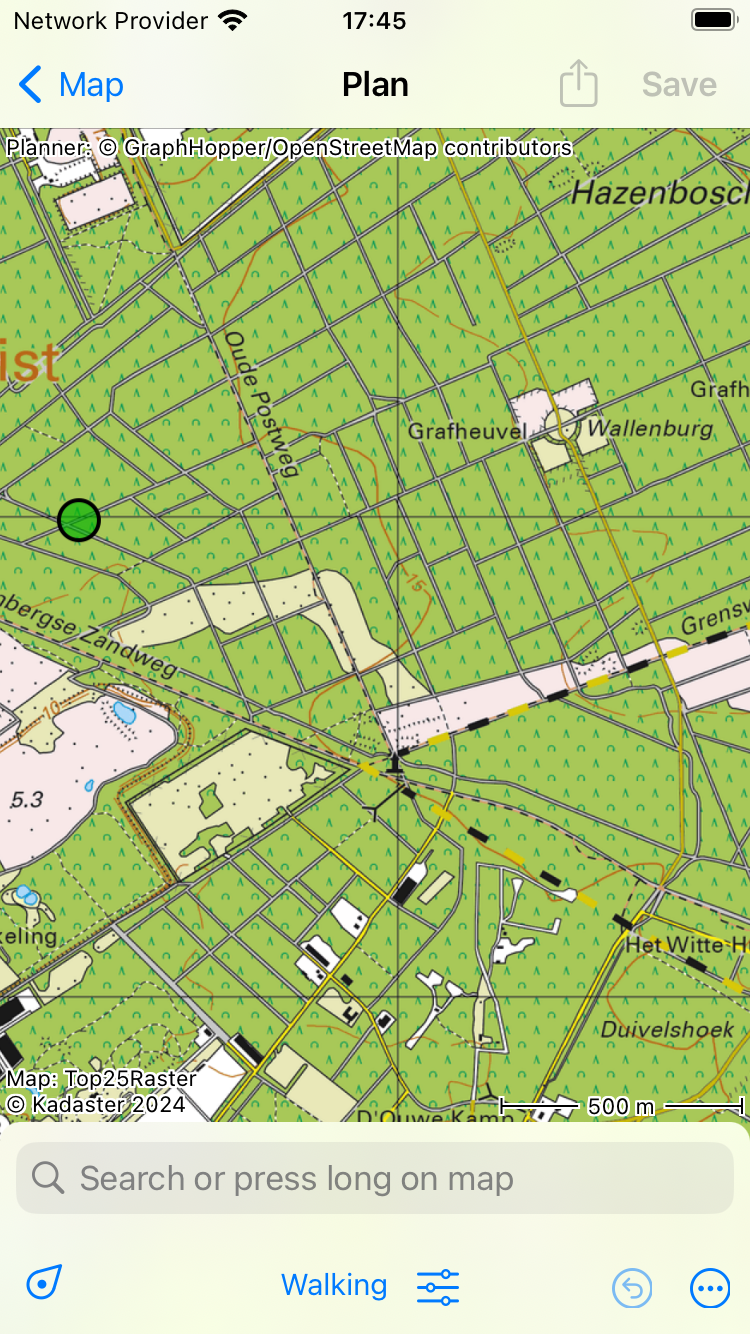 Network Provider 17:45
Map Plan Save
Planner: © GraphHopper/OpenStreetMap contributors
Hazenbosch
ist
Oude Postweg
Grafh
Grafheuvel
Wallenburg
15
nbergse Zandweg
Grensw
10
5.3
keling
Het Witte H
Duivelshoek
Map: Top25Raster
© Kadaster 2024
500 m
D'Ouwe Kamp
Search or press long on map
Walking